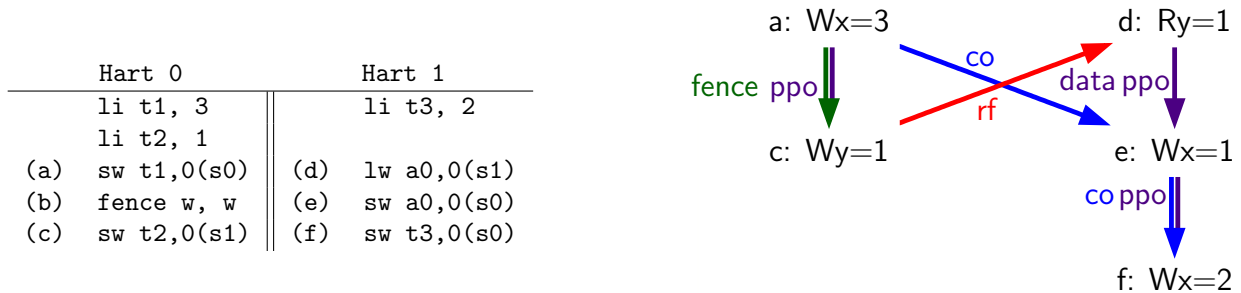 Hart 0 Hart 1
li t1, 3 li t3, 2
li t2, 1
(a) sw t1,0(s0) (d) lw a0,0(s1)
(b) fence w, w (e) sw a0,0(s0)
(c) sw t2,0(s1) (f) sw t3,0(s0)
a: Wx=3 d: Ry=1
co
fence ppo data ppo
rf
c: Wy=1 e: Wx=1
co ppo
f: Wx=2